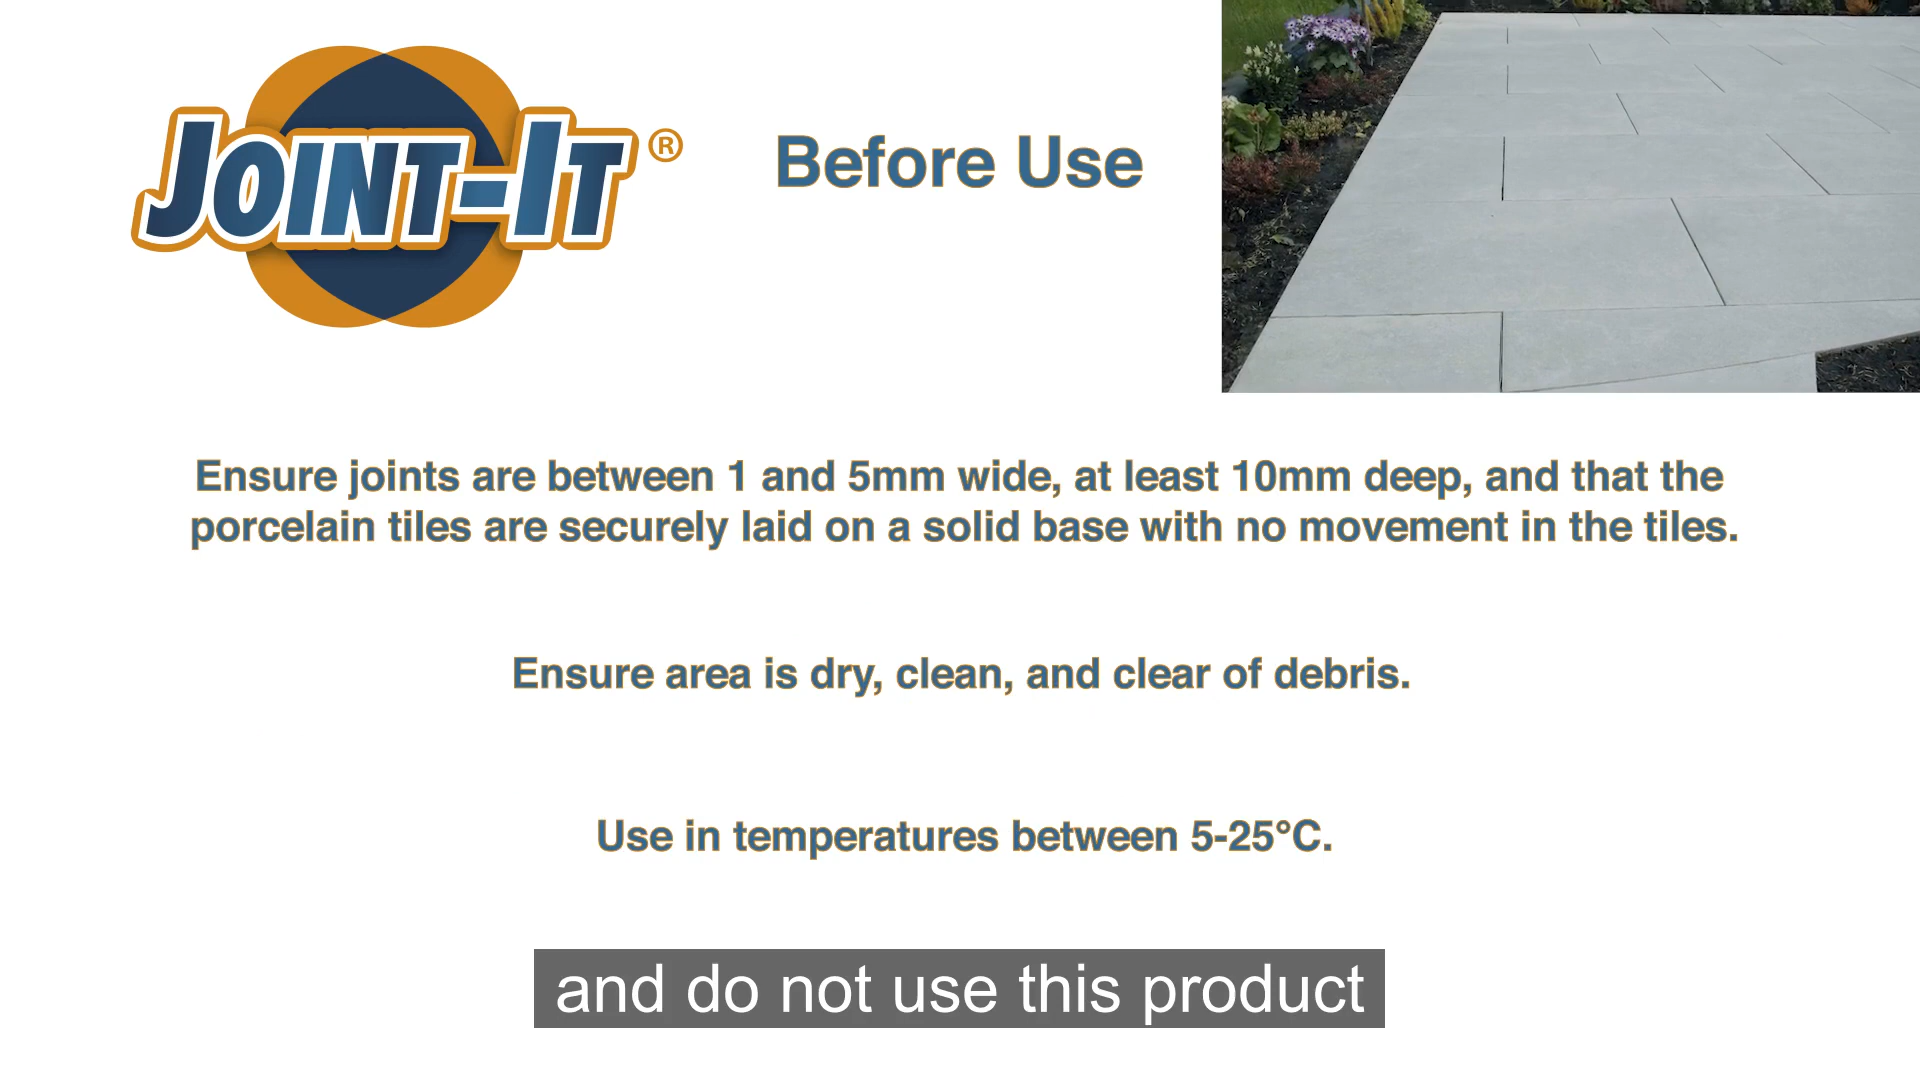 JOINT-IT®
Before Use
Ensure joints are between 1 and 5mm wide, at least 10mm deep, and that the
porcelain tiles are securely laid on a solid base with no movement in the tiles.
Ensure area is dry, clean, and clear of debris.
Use in temperatures between 5-25°C.
and do not use this product